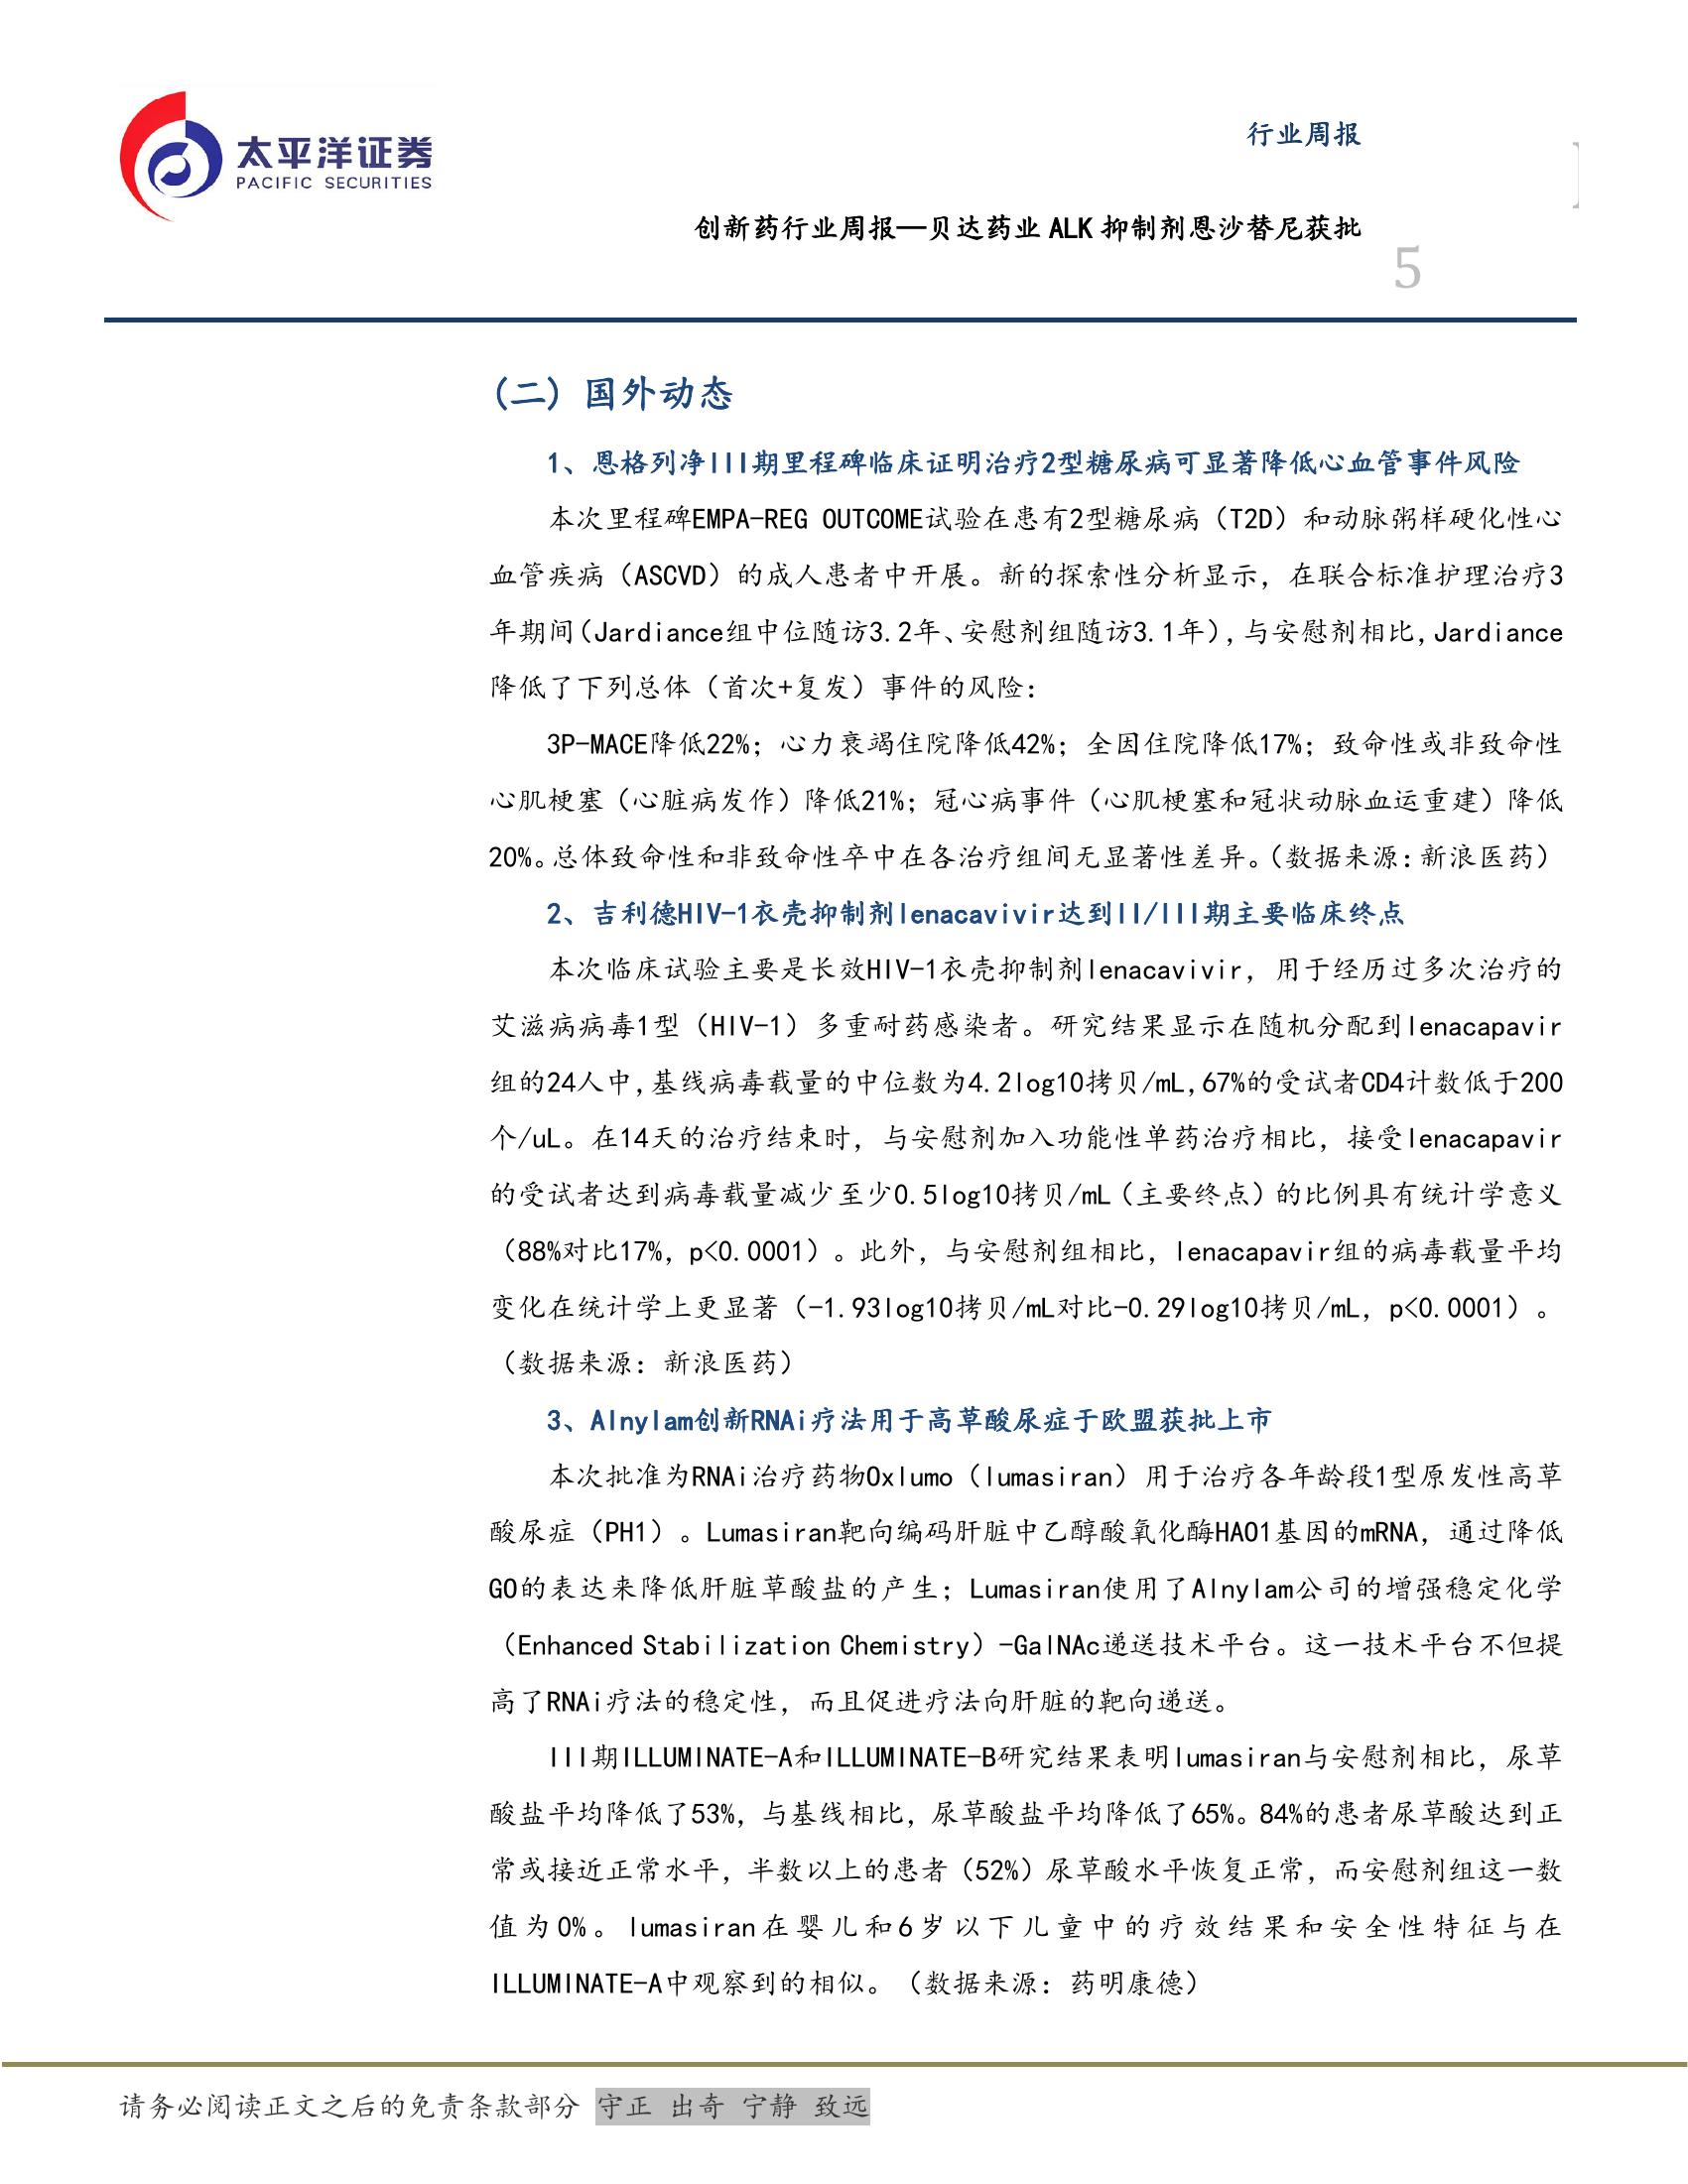 太平洋证券
PACIFIC SECURITIES
行业周报
创新药行业周报—贝达药业 ALK 抑制剂恩沙替尼获批
5
(二) 国外动态
1、恩格列净III期里程碑临床证明治疗2型糖尿病可显著降低心血管事件风险
本次里程碑EMPA-REG OUTCOME试验在患有2型糖尿病（T2D）和动脉粥样硬化性心
血管疾病（ASCVD）的成人患者中开展。新的探索性分析显示，在联合标准护理治疗3
年期间（Jardiance组中位随访3.2年、安慰剂组随访3.1年），与安慰剂相比，Jardiance
降低了下列总体（首次+复发）事件的风险：
3P-MACE降低22%；心力衰竭住院降低42%；全因住院降低17%；致命性或非致命性
心肌梗塞（心脏病发作）降低21%；冠心病事件（心肌梗塞和冠状动脉血运重建）降低
20%。总体致命性和非致命性卒中在各治疗组间无显著性差异。（数据来源：新浪医药）
2、吉利德HIV-1衣壳抑制剂lenacavivir达到II/III期主要临床终点
本次临床试验主要是长效HIV-1衣壳抑制剂lenacavivir，用于经历过多次治疗的
艾滋病病毒1型（HIV-1）多重耐药感染者。研究结果显示在随机分配到lenacapavir
组的24人中，基线病毒载量的中位数为4.2log10拷贝/mL，67%的受试者CD4计数低于200
个/uL。在14天的治疗结束时，与安慰剂加入功能性单药治疗相比，接受lenacapavir
的受试者达到病毒载量减少至少0.5log10拷贝/mL（主要终点）的比例具有统计学意义
（88%对比17%，p<0.0001）。此外，与安慰剂组相比，lenacapavir组的病毒载量平均
变化在统计学上更显著（-1.93log10拷贝/mL对比-0.29log10拷贝/mL，p<0.0001）。
（数据来源：新浪医药）
3、Alnylam创新RNAi疗法用于高草酸尿症于欧盟获批上市
本次批准为RNAi治疗药物Oxlumo（lumasiran）用于治疗各年龄段1型原发性高草
酸尿症（PH1）。Lumasiran靶向编码肝脏中乙醇酸氧化酶HAO1基因的mRNA，通过降低
GO的表达来降低肝脏草酸盐的产生；Lumasiran使用了Alnylam公司的增强稳定化学
（Enhanced Stabilization Chemistry）-GalNAc递送技术平台。这一技术平台不但提
高了RNAi疗法的稳定性，而且促进疗法向肝脏的靶向递送。
III期ILLUMINATE-A和ILLUMINATE-B研究结果表明lumasiran与安慰剂相比，尿草
酸盐平均降低了53%，与基线相比，尿草酸盐平均降低了65%。84%的患者尿草酸达到正
常或接近正常水平，半数以上的患者（52%）尿草酸水平恢复正常，而安慰剂组这一数
值为0%。lumasiran在婴儿和6岁以下儿童中的疗效结果和安全性特征与在
ILLUMINATE-A中观察到的相似。（数据来源：药明康德）
请务必阅读正文之后的免责条款部分 守正 出奇 宁静 致远